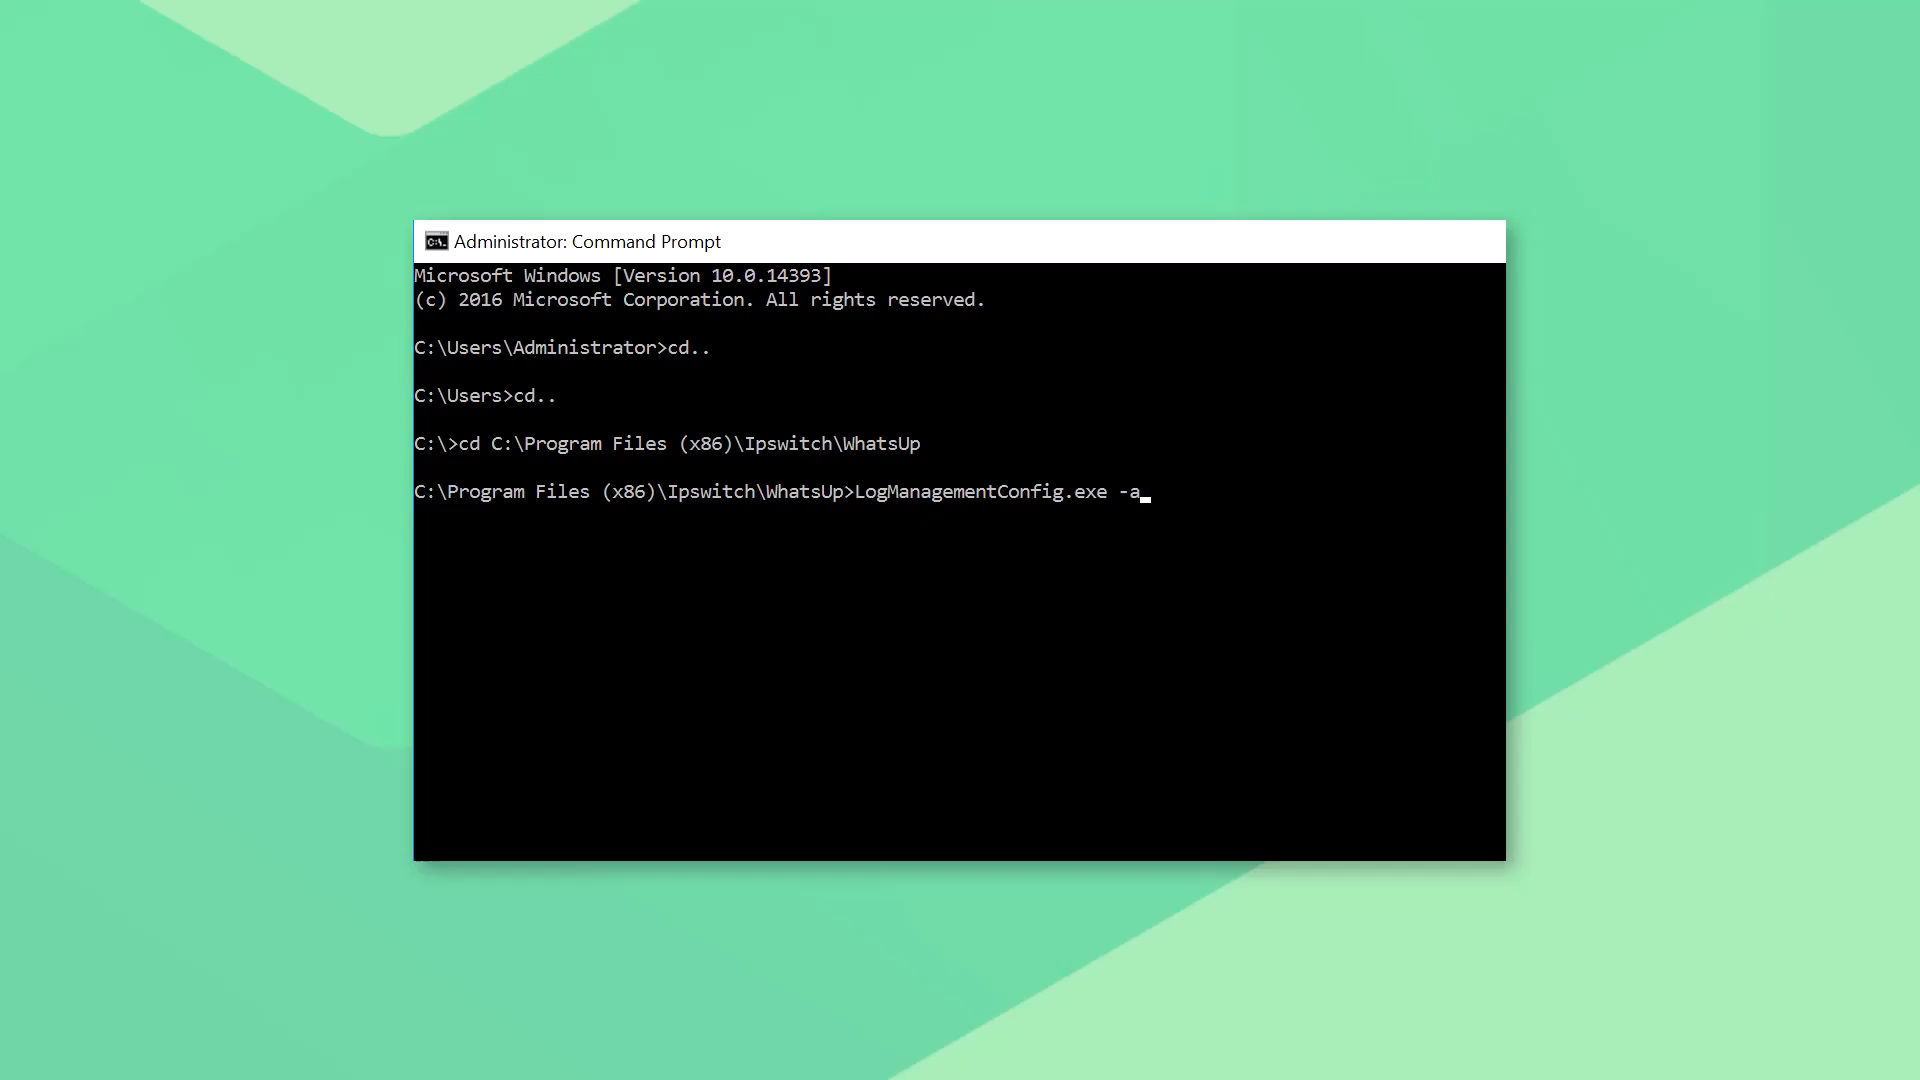 Administrator: Command Prompt
Microsoft Windows [Version 10.0.14393]
(c) 2016 Microsoft Corporation. All rights reserved.
C:\Users\Administrator>cd..
C:\Users>cd..
C:\>cd C:\Program Files (x86)\Ipswitch\WhatsUp
C:\Program Files (x86)\Ipswitch\WhatsUp>LogManagementConfig.exe -a_